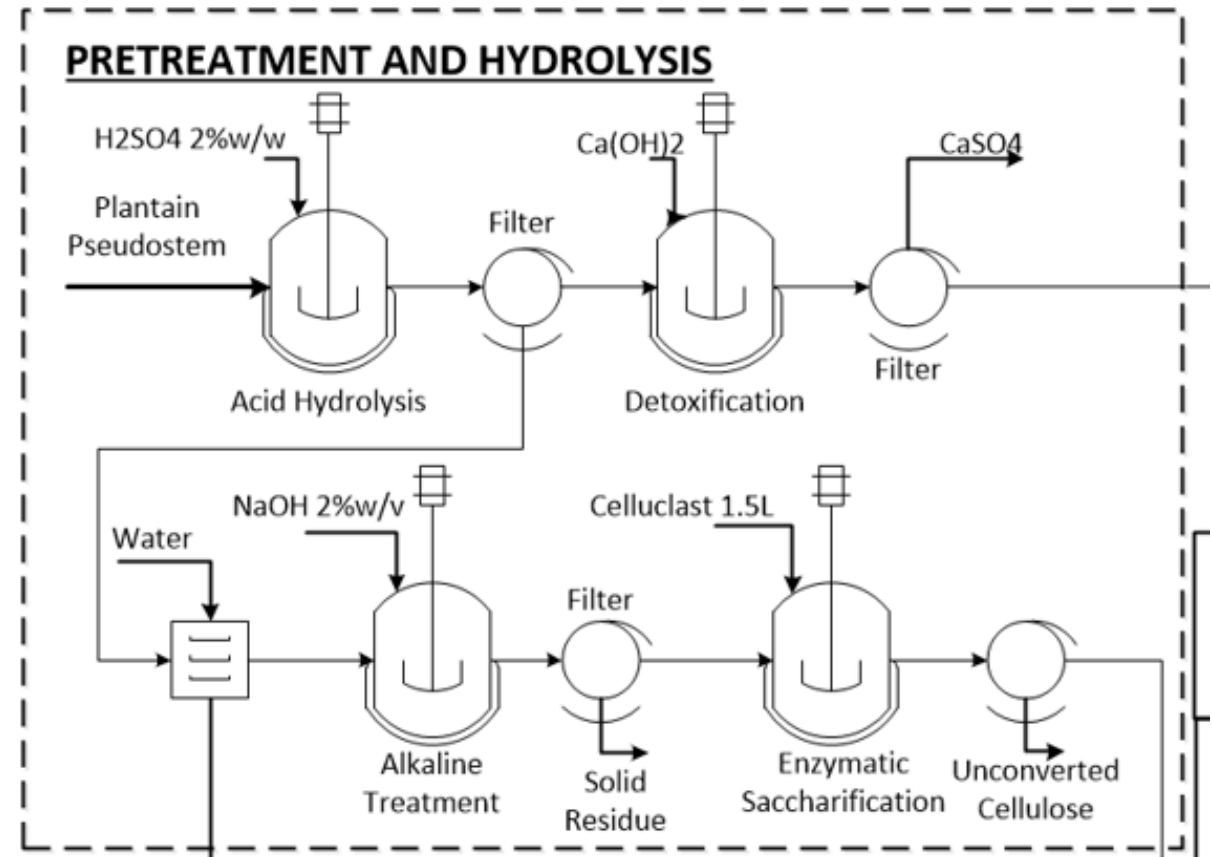 PRETREATMENT AND HYDROLYSIS
H2SO4 2%w/w
Ca(OH)2
CaSO4
Plantain
Pseudostem
Filter
Filter
Acid Hydrolysis
Detoxification
NaOH 2%w/v
Celluclast 1.5L
Water
Filter
Alkaline
Treatment
Solid
Residue
Enzymatic
Saccharification
Unconverted
Cellulose